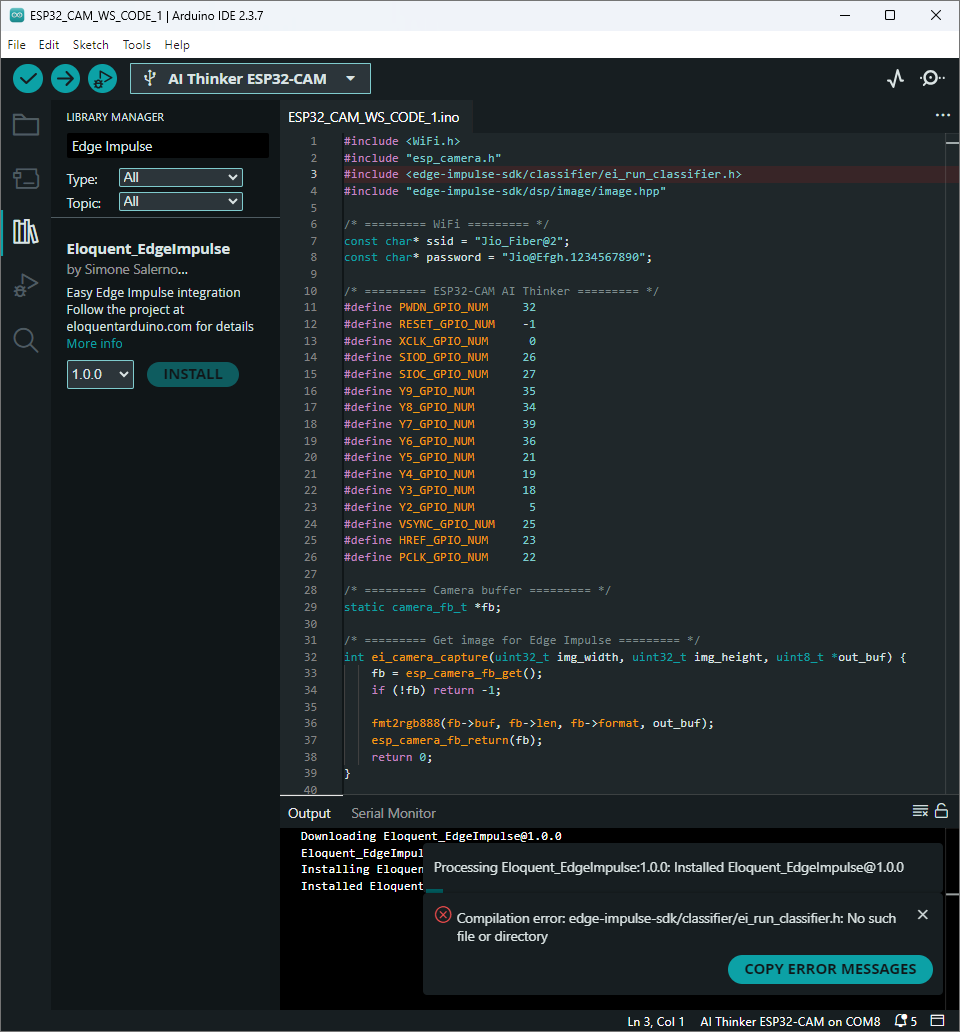 ESP32_CAM_WS_CODE_1 | Arduino IDE 2.3.7
File Edit Sketch Tools Help
AI Thinker ESP32-CAM
LIBRARY MANAGER
Edge Impulse
Type: All
Topic: All
Eloquent_EdgeImpulse
by Simone Salerno...
Easy Edge Impulse integration
Follow the project at
eloquentarduino.com for details
More info
1.0.0 INSTALL
ESP32_CAM_WS_CODE_1.ino
1 #include <WiFi.h>
2 #include "esp_camera.h"
3 #include <edge-impulse-sdk/classifier/ei_run_classifier.h>
4 #include "edge-impulse-sdk/dsp/image/image.hpp"
5
6 /* ========= WiFi ========= */
7 const char* ssid = "Jio_Fiber@2";
8 const char* password = "Jio@Efgh.1234567890";
9
10 /* ========= ESP32-CAM AI Thinker ========= */
11 #define PWDN_GPIO_NUM 32
12 #define RESET_GPIO_NUM -1
13 #define XCLK_GPIO_NUM 0
14 #define SIOD_GPIO_NUM 26
15 #define SIOC_GPIO_NUM 27
16 #define Y9_GPIO_NUM 35
17 #define Y8_GPIO_NUM 34
18 #define Y7_GPIO_NUM 39
19 #define Y6_GPIO_NUM 36
20 #define Y5_GPIO_NUM 21
21 #define Y4_GPIO_NUM 19
22 #define Y3_GPIO_NUM 18
23 #define Y2_GPIO_NUM 5
24 #define VSYNC_GPIO_NUM 25
25 #define HREF_GPIO_NUM 23
26 #define PCLK_GPIO_NUM 22
27
28 /* ========= Camera buffer ========= */
29 static camera_fb_t *fb;
30
31 /* ========= Get image for Edge Impulse ========= */
32 int ei_camera_capture(uint32_t img_width, uint32_t img_height, uint8_t *out_buf) {
33 fb = esp_camera_fb_get();
34 if (!fb) return -1;
35
36 fmt2rgb888(fb->buf, fb->len, fb->format, out_buf);
37 esp_camera_fb_return(fb);
38 return 0;
39 }
40
Output Serial Monitor
Downloading Eloquent_EdgeImpulse@1.0.0
Eloquent_EdgeImpul
Installing Eloquen
Installed Eloquent
Processing Eloquent_EdgeImpulse:1.0.0: Installed Eloquent_EdgeImpulse@1.0.0
Compilation error: edge-impulse-sdk/classifier/ei_run_classifier.h: No such
file or directory
COPY ERROR MESSAGES
Ln 3, Col 1 AI Thinker ESP32-CAM on COM8 5